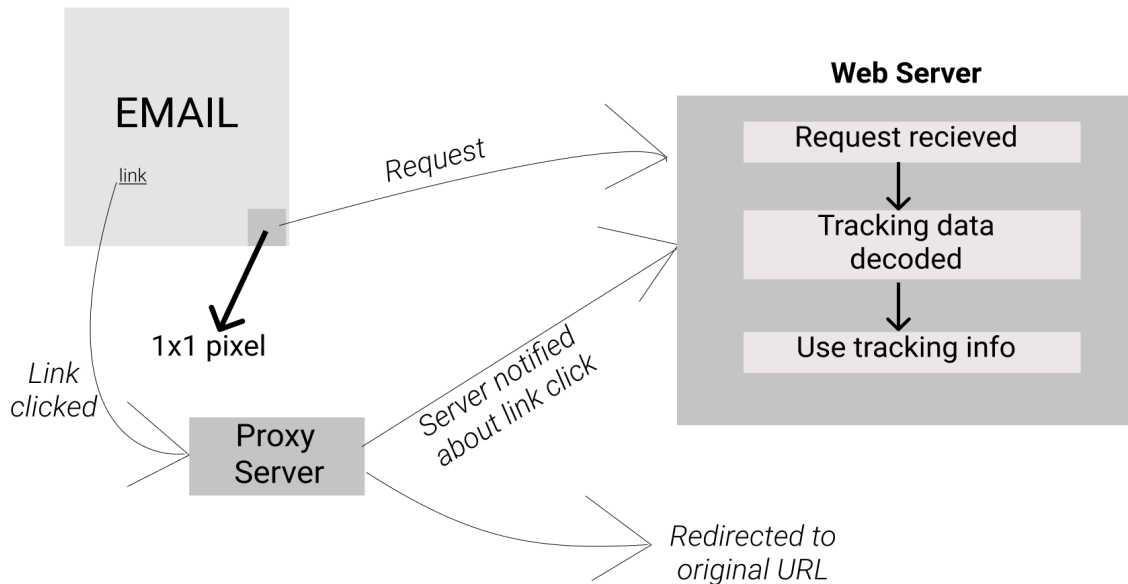 EMAIL
link
1x1 pixel
Link
clicked
Proxy
Server
Request
Server notified
about link click
Redirected to
original URL
Web Server
Request recieved
Tracking data
decoded
Use tracking info